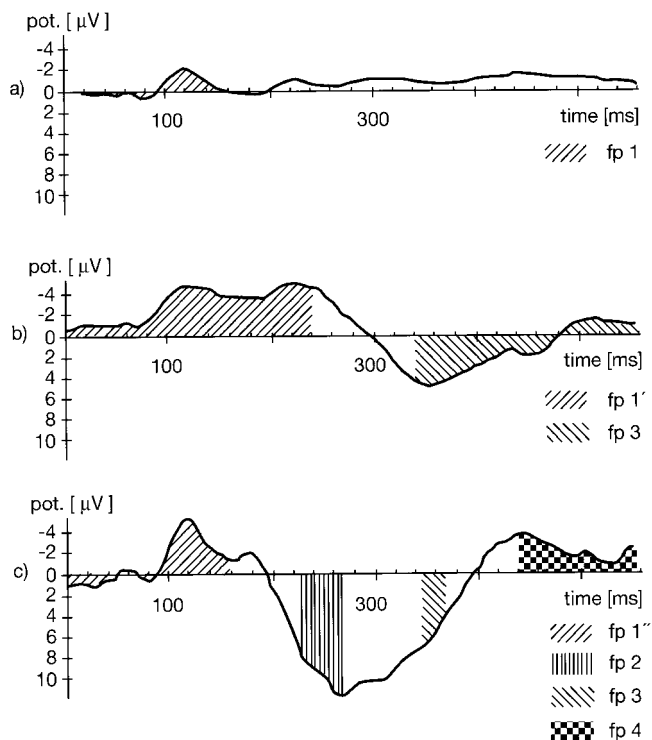 pot. [ µV]
-4
-2
a) 0
2
4
6
8
10
100 300 time [ms]
fp 1
pot. [ µV]
-4
-2
b) 0
2
4
6
8
10
100 300 time [ms]
fp 1´
fp 3
pot. [ µV]
-4
-2
c) 0
2
4
6
8
10
100 300 time [ms]
fp 1´´
fp 2
fp 3
fp 4